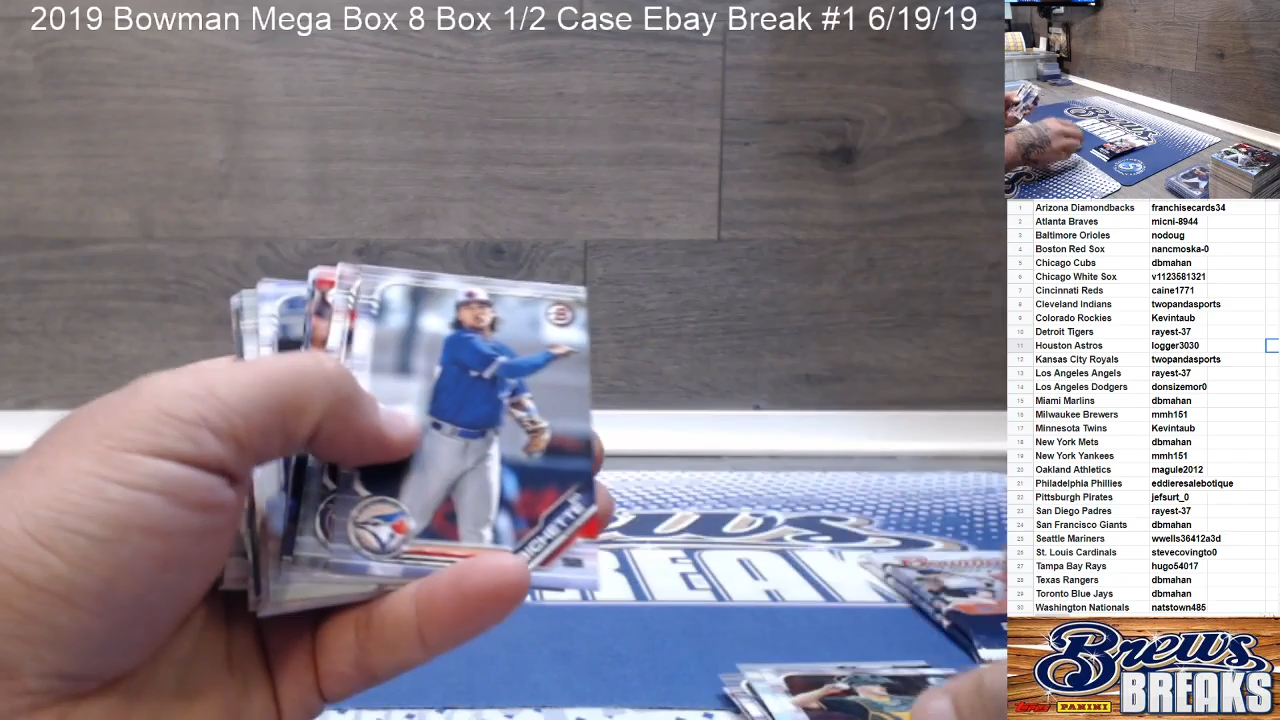 2019 Bowman Mega Box 8 Box 1/2 Case Ebay Break #1 6/19/19
1 Arizona Diamondbacks franchisecards34
2 Atlanta Braves micni-8944
3 Baltimore Orioles nodoug
4 Boston Red Sox nancmoska-0
5 Chicago Cubs dbmahan
6 Chicago White Sox v1123581321
7 Cincinnati Reds caine1771
8 Cleveland Indians twopandasports
9 Colorado Rockies Kevintaub
10 Detroit Tigers rayest-37
11 Houston Astros logger3030
12 Kansas City Royals twopandasports
13 Los Angeles Angels rayest-37
14 Los Angeles Dodgers donsizemor0
15 Miami Marlins dbmahan
16 Milwaukee Brewers mmh151
17 Minnesota Twins Kevintaub
18 New York Mets dbmahan
19 New York Yankees mmh151
20 Oakland Athletics magule2012
21 Philadelphia Phillies eddieresalebotique
22 Pittsburgh Pirates jefsurt_0
23 San Diego Padres rayest-37
24 San Francisco Giants dbmahan
25 Seattle Mariners wwells36412a3d
26 St. Louis Cardinals stevecovingto0
27 Tampa Bay Rays hugo54017
28 Texas Rangers dbmahan
29 Toronto Blue Jays dbmahan
30 Washington Nationals natstown485
Brews
BREAKS
Topps PANINI